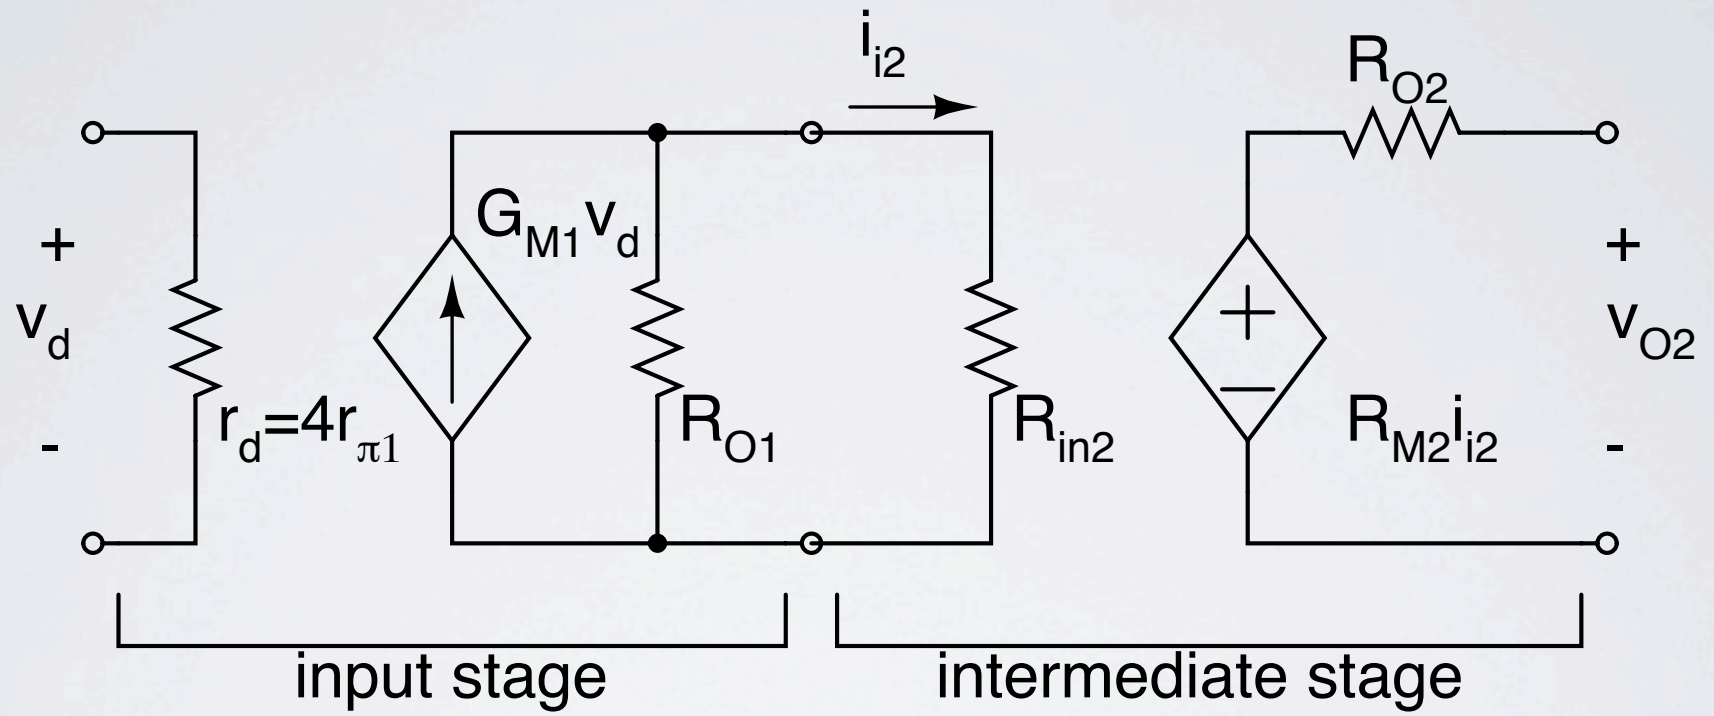 i_i2
R_O2
+
G_M1 v_d
+
v_d
v_O2
r_d=4r_π1
R_O1
R_in2
R_M2 i_i2
-
-
input stage
intermediate stage